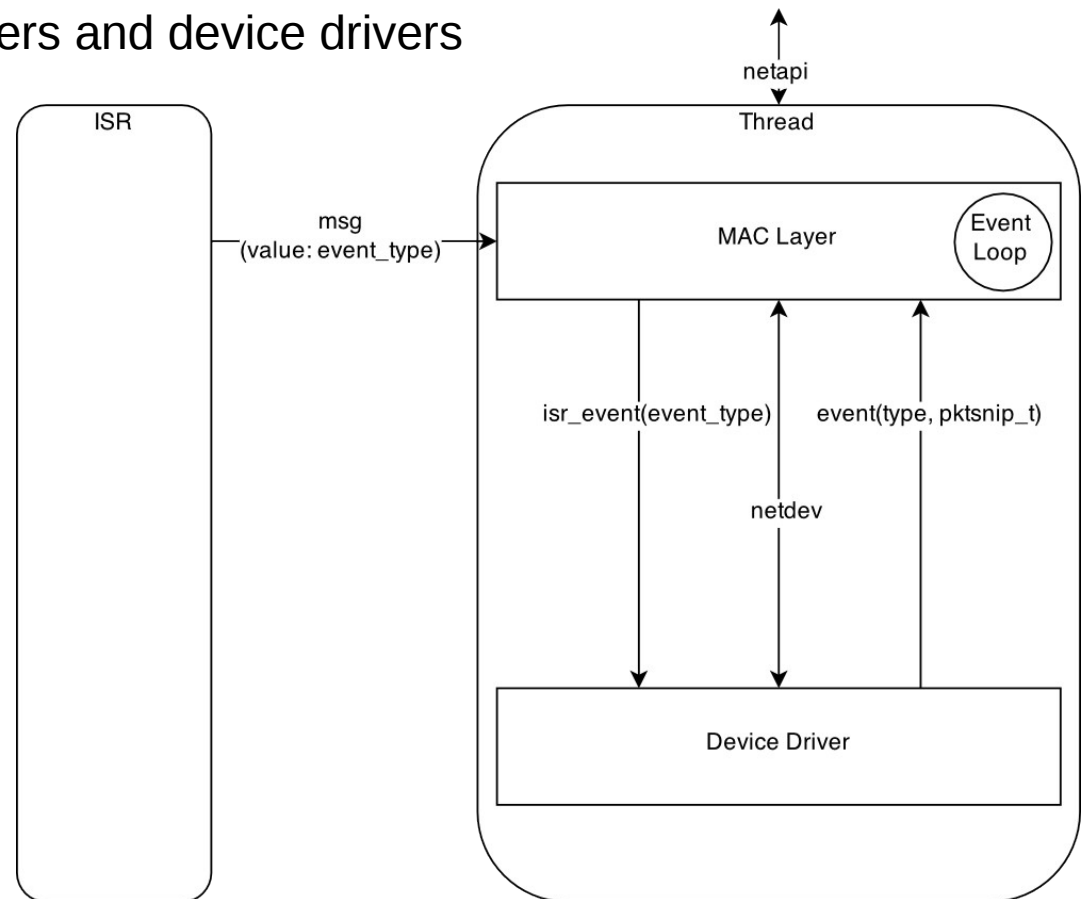 ers and device drivers
netapi
ISR
Thread
msg
(value: event_type)
MAC Layer
Event
Loop
isr_event(event_type)
event(type, pktsnip_t)
netdev
Device Driver